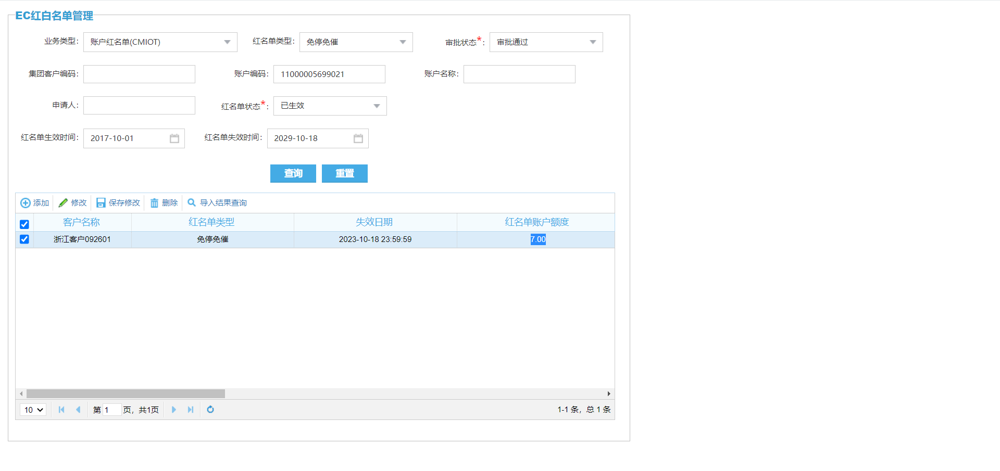 EC红白名单管理
业务类型： 账户红名单(CMIOT) 红名单类型： 免停免催 审批状态*： 审批通过
集团客户编码： 账户编码： 11000005699021 账户名称：
申请人： 红名单状态*： 已生效
红名单生效时间： 2017-10-01 红名单失效时间： 2029-10-18
查询 重置
添加 修改 保存修改 删除 导入结果查询
客户名称 红名单类型 失效日期 红名单账户额度
浙江客户092601 免停免催 2023-10-18 23:59:59 7.00
10 第 1 页，共1页 1-1 条，总 1 条